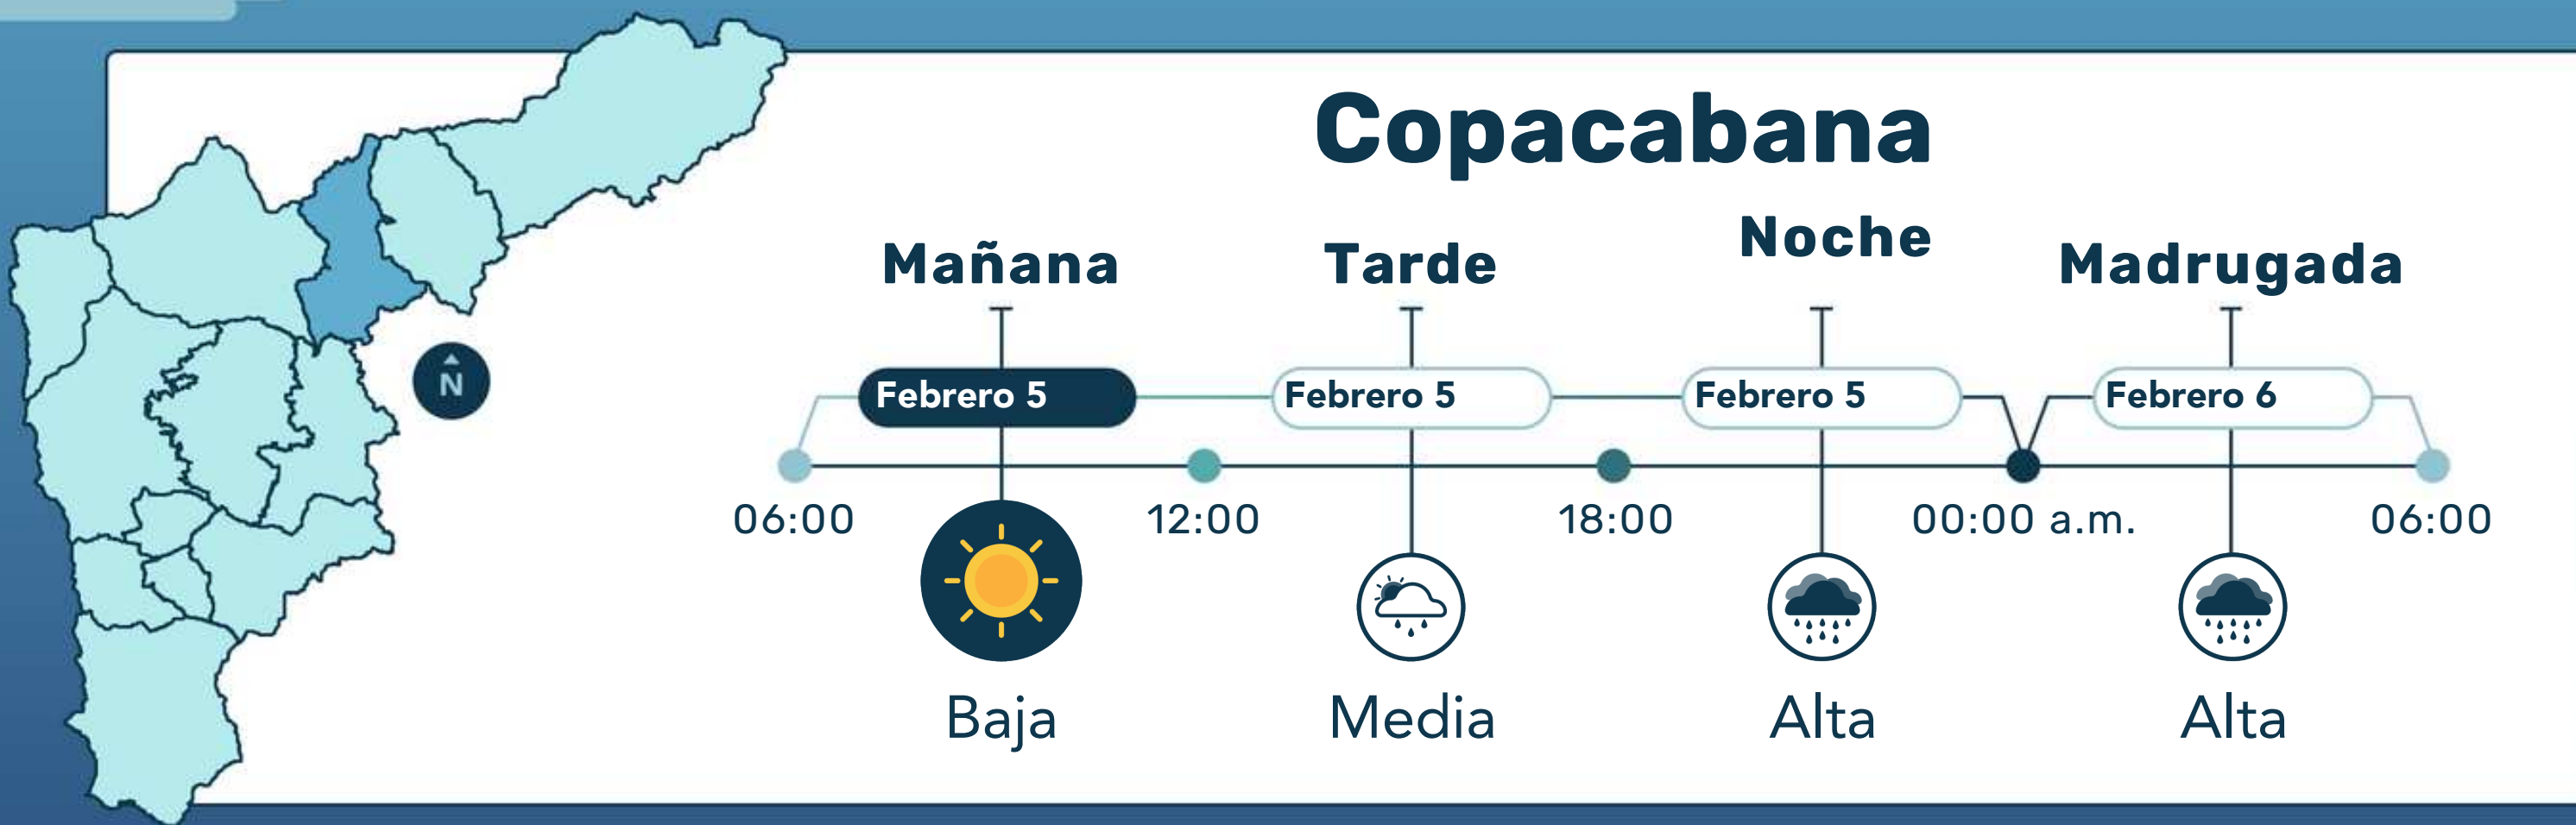 Copacabana
Mañana
Tarde
Noche
Madrugada
Febrero 5
Febrero 5
Febrero 5
Febrero 6
N
06:00
12:00
18:00
00:00 a.m.
06:00
Baja
Media
Alta
Alta